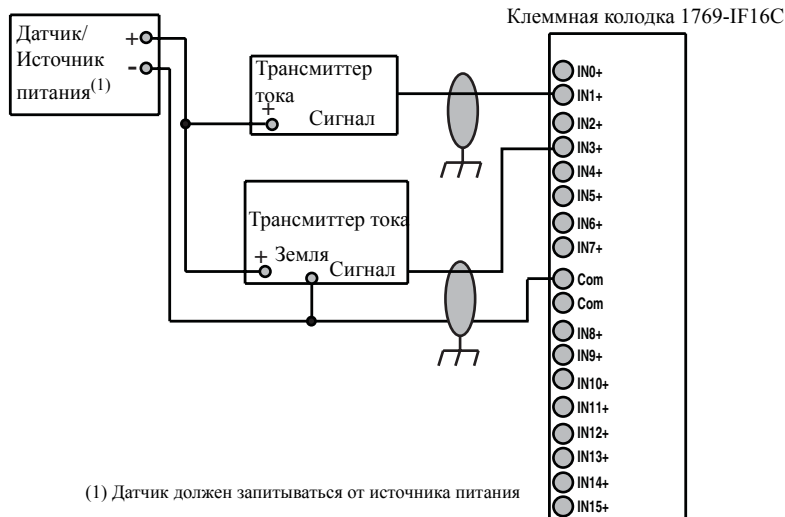 Клеммная колодка 1769-IF16C
Датчик/
Источник
питания(1)
+
-
Трансмиттер
тока
+
Сигнал
Трансмиттер тока
+ Земля
Сигнал
IN0+
IN1+
IN2+
IN3+
IN4+
IN5+
IN6+
IN7+
Com
Com
IN8+
IN9+
IN10+
IN11+
IN12+
IN13+
IN14+
IN15+
(1) Датчик должен запитываться от источника питания